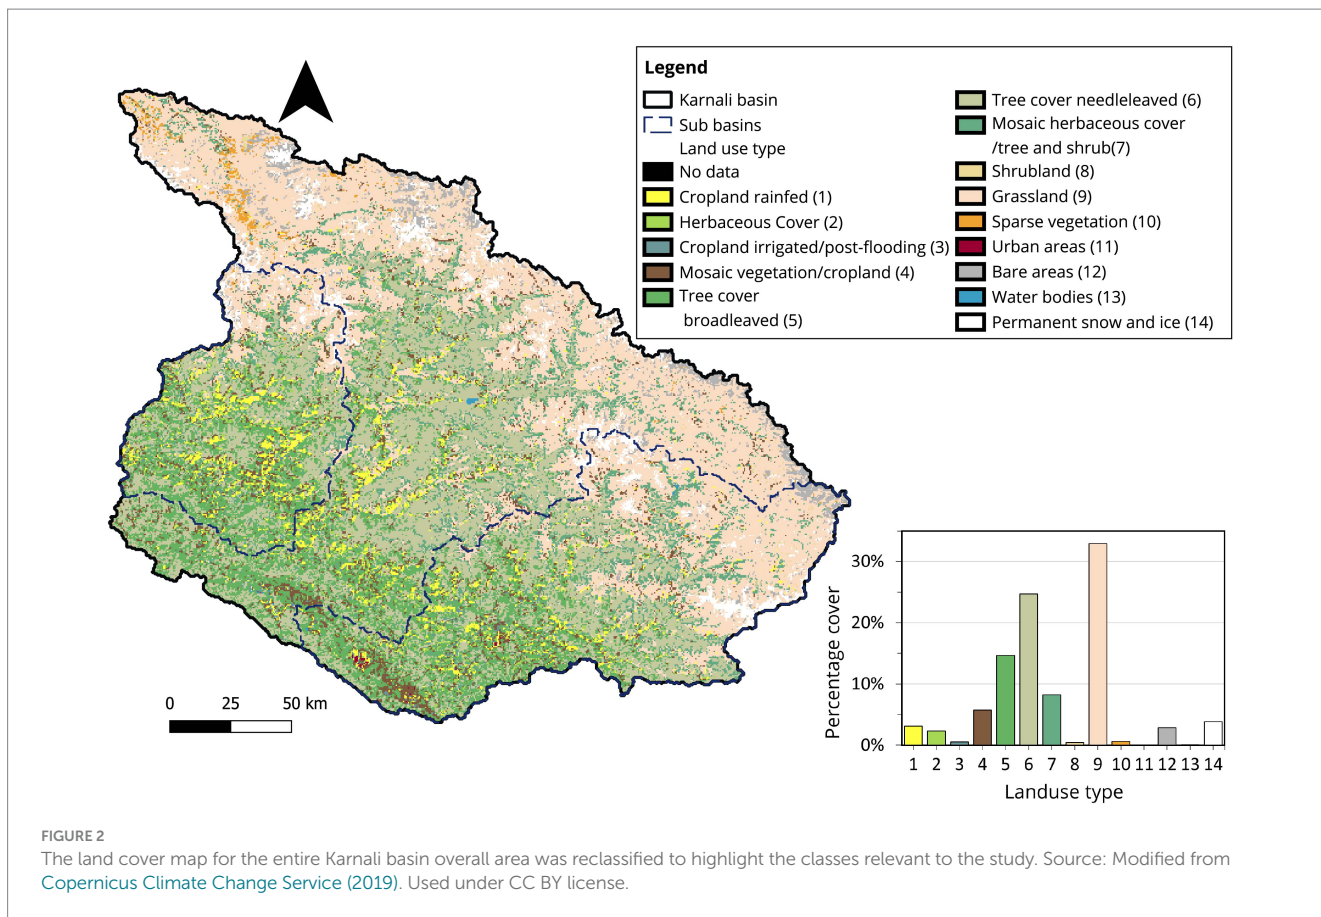 Legend
Karnali basin
Sub basins
Land use type
No data
Cropland rainfed (1)
Herbaceous Cover (2)
Cropland irrigated/post-flooding (3)
Mosaic vegetation/cropland (4)
Tree cover
broadleaved (5)
Tree cover needleleaved (6)
Mosaic herbaceous cover
/tree and shrub(7)
Shrubland (8)
Grassland (9)
Sparse vegetation (10)
Urban areas (11)
Bare areas (12)
Water bodies (13)
Permanent snow and ice (14)
0 25 50 km
Percentage cover
30%
20%
10%
0%
1 2 3 4 5 6 7 8 9 10 11 12 13 14
Landuse type
FIGURE 2
The land cover map for the entire Karnali basin overall area was reclassified to highlight the classes relevant to the study. Source: Modified from
Copernicus Climate Change Service (2019). Used under CC BY license.